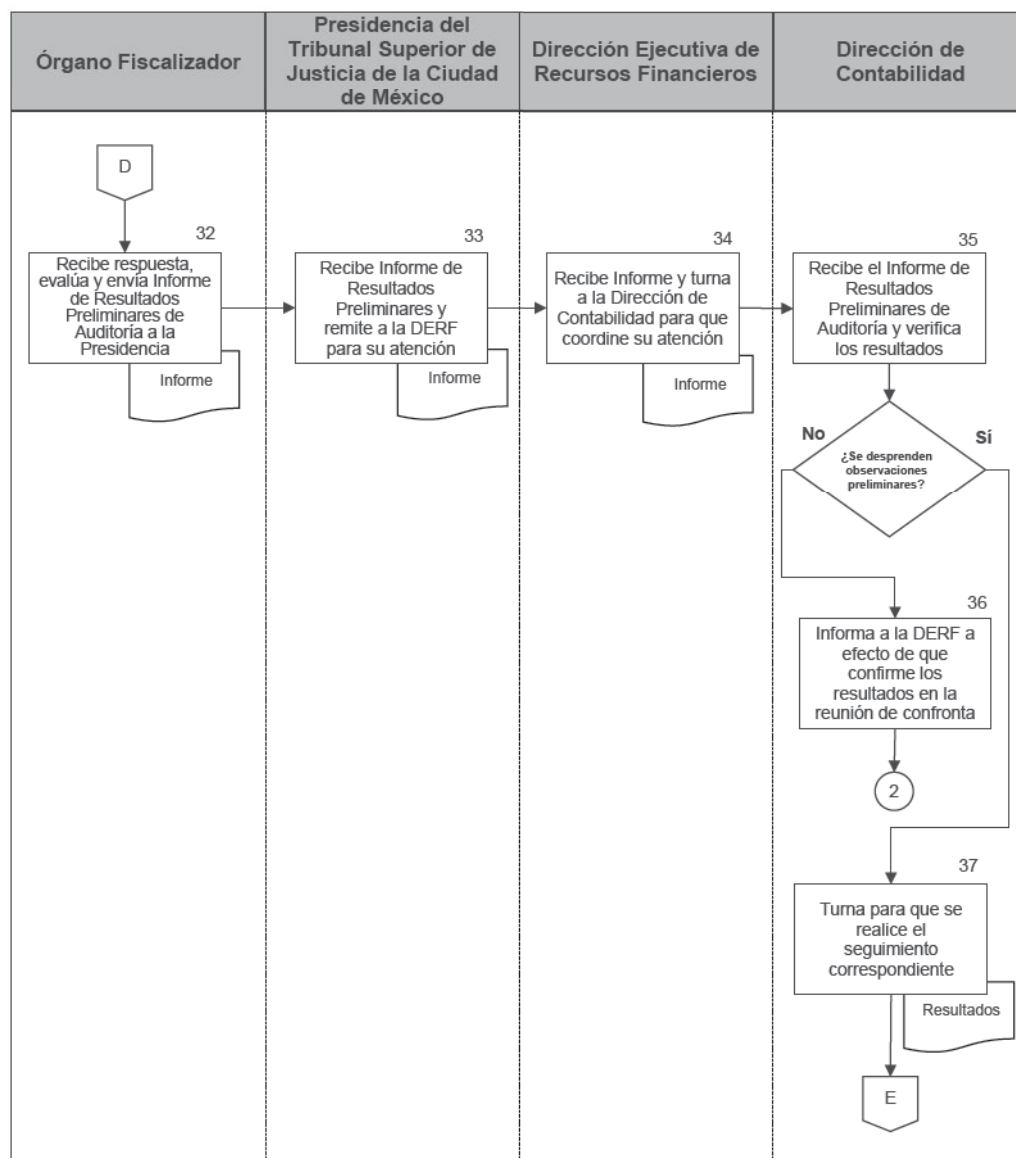 Órgano Fiscalizador
Presidencia del
Tribunal Superior de
Justicia de la Ciudad
de México
Dirección Ejecutiva de
Recursos Financieros
Dirección de
Contabilidad
D
32
Recibe respuesta,
evalúa y envía Informe
de Resultados
Preliminares de
Auditoría a la
Presidencia
Informe
33
Recibe Informe de
Resultados
Preliminares y
remite a la DERF
para su atención
Informe
34
Recibe Informe y turna
a la Dirección de
Contabilidad para que
coordine su atención
Informe
35
Recibe el Informe de
Resultados
Preliminares de
Auditoría y verifica
los resultados
No
Sí
¿Se desprenden
observaciones
preliminares?
36
Informa a la DERF a
efecto de que
confirme los
resultados en la
reunión de confronta
2
37
Turna para que se
realice el
seguimiento
correspondiente
Resultados
E